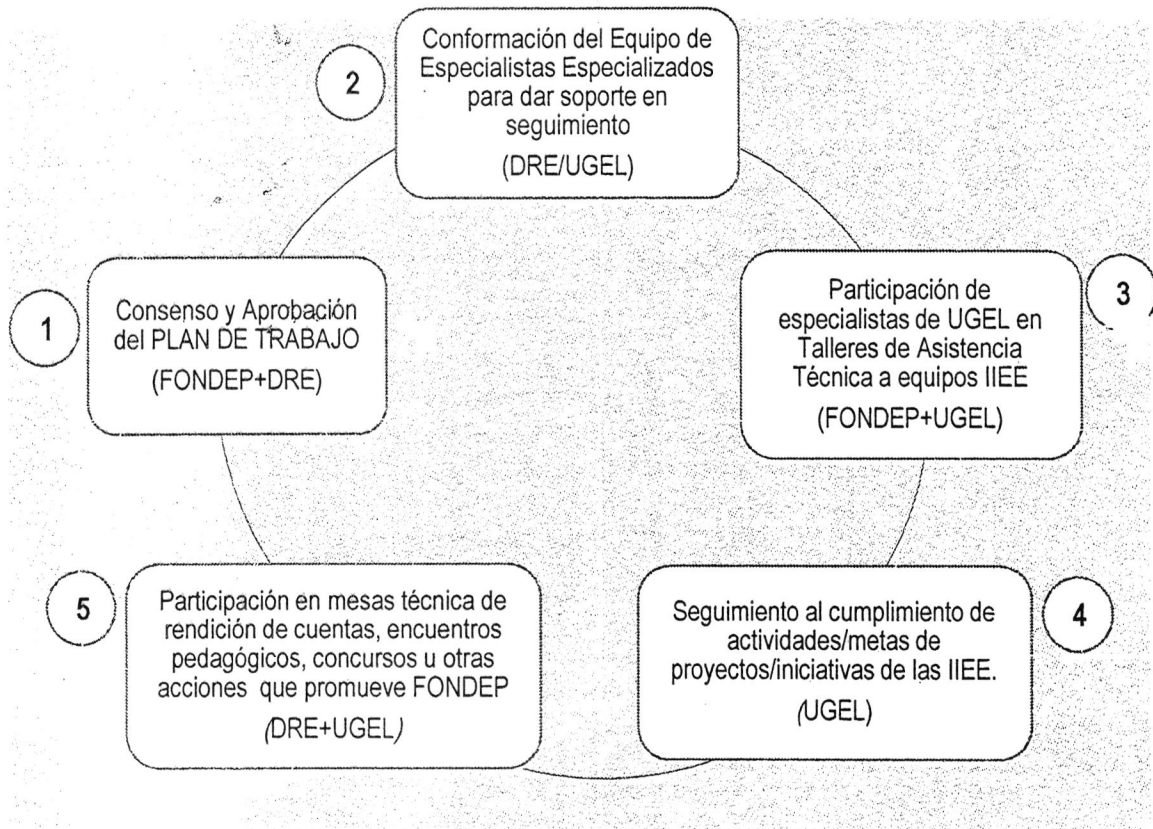 1
Consenso y Aprobación
del PLAN DE TRABAJO
(FONDEP+DRE)
2
Conformación del Equipo de
Especialistas Especializados
para dar soporte en
seguimiento
(DRE/UGEL)
3
Participación de
especialistas de UGEL en
Talleres de Asistencia
Técnica a equipos IIEE
(FONDEP+UGEL)
4
Seguimiento al cumplimiento de
actividades/metas de
proyectos/iniciativas de las IIEE.
(UGEL)
5
Participación en mesas técnica de
rendición de cuentas, encuentros
pedagógicos, concursos u otras
acciones que promueve FONDEP
(DRE+UGEL)